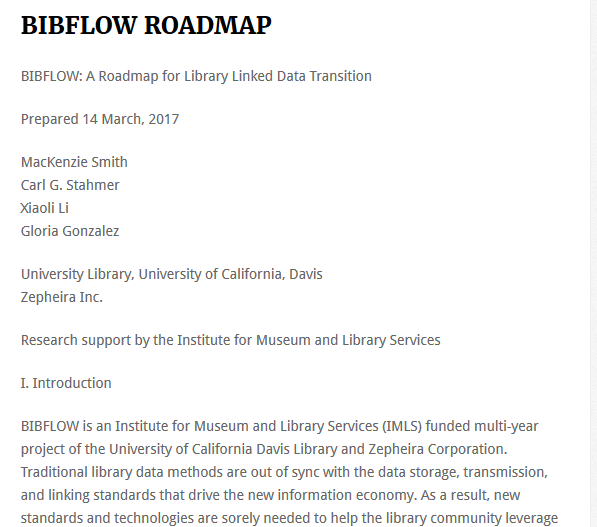 BIBFLOW ROADMAP
BIBFLOW: A Roadmap for Library Linked Data Transition
Prepared 14 March, 2017
MacKenzie Smith
Carl G. Stahmer
Xiaoli Li
Gloria Gonzalez
University Library, University of California, Davis
Zepheira Inc.
Research support by the Institute for Museum and Library Services
I. Introduction
BIBFLOW is an Institute for Museum and Library Services (IMLS) funded multi-year
project of the University of California Davis Library and Zepheira Corporation.
Traditional library data methods are out of sync with the data storage, transmission,
and linking standards that drive the new information economy. As a result, new
standards and technologies are sorely needed to help the library community leverage